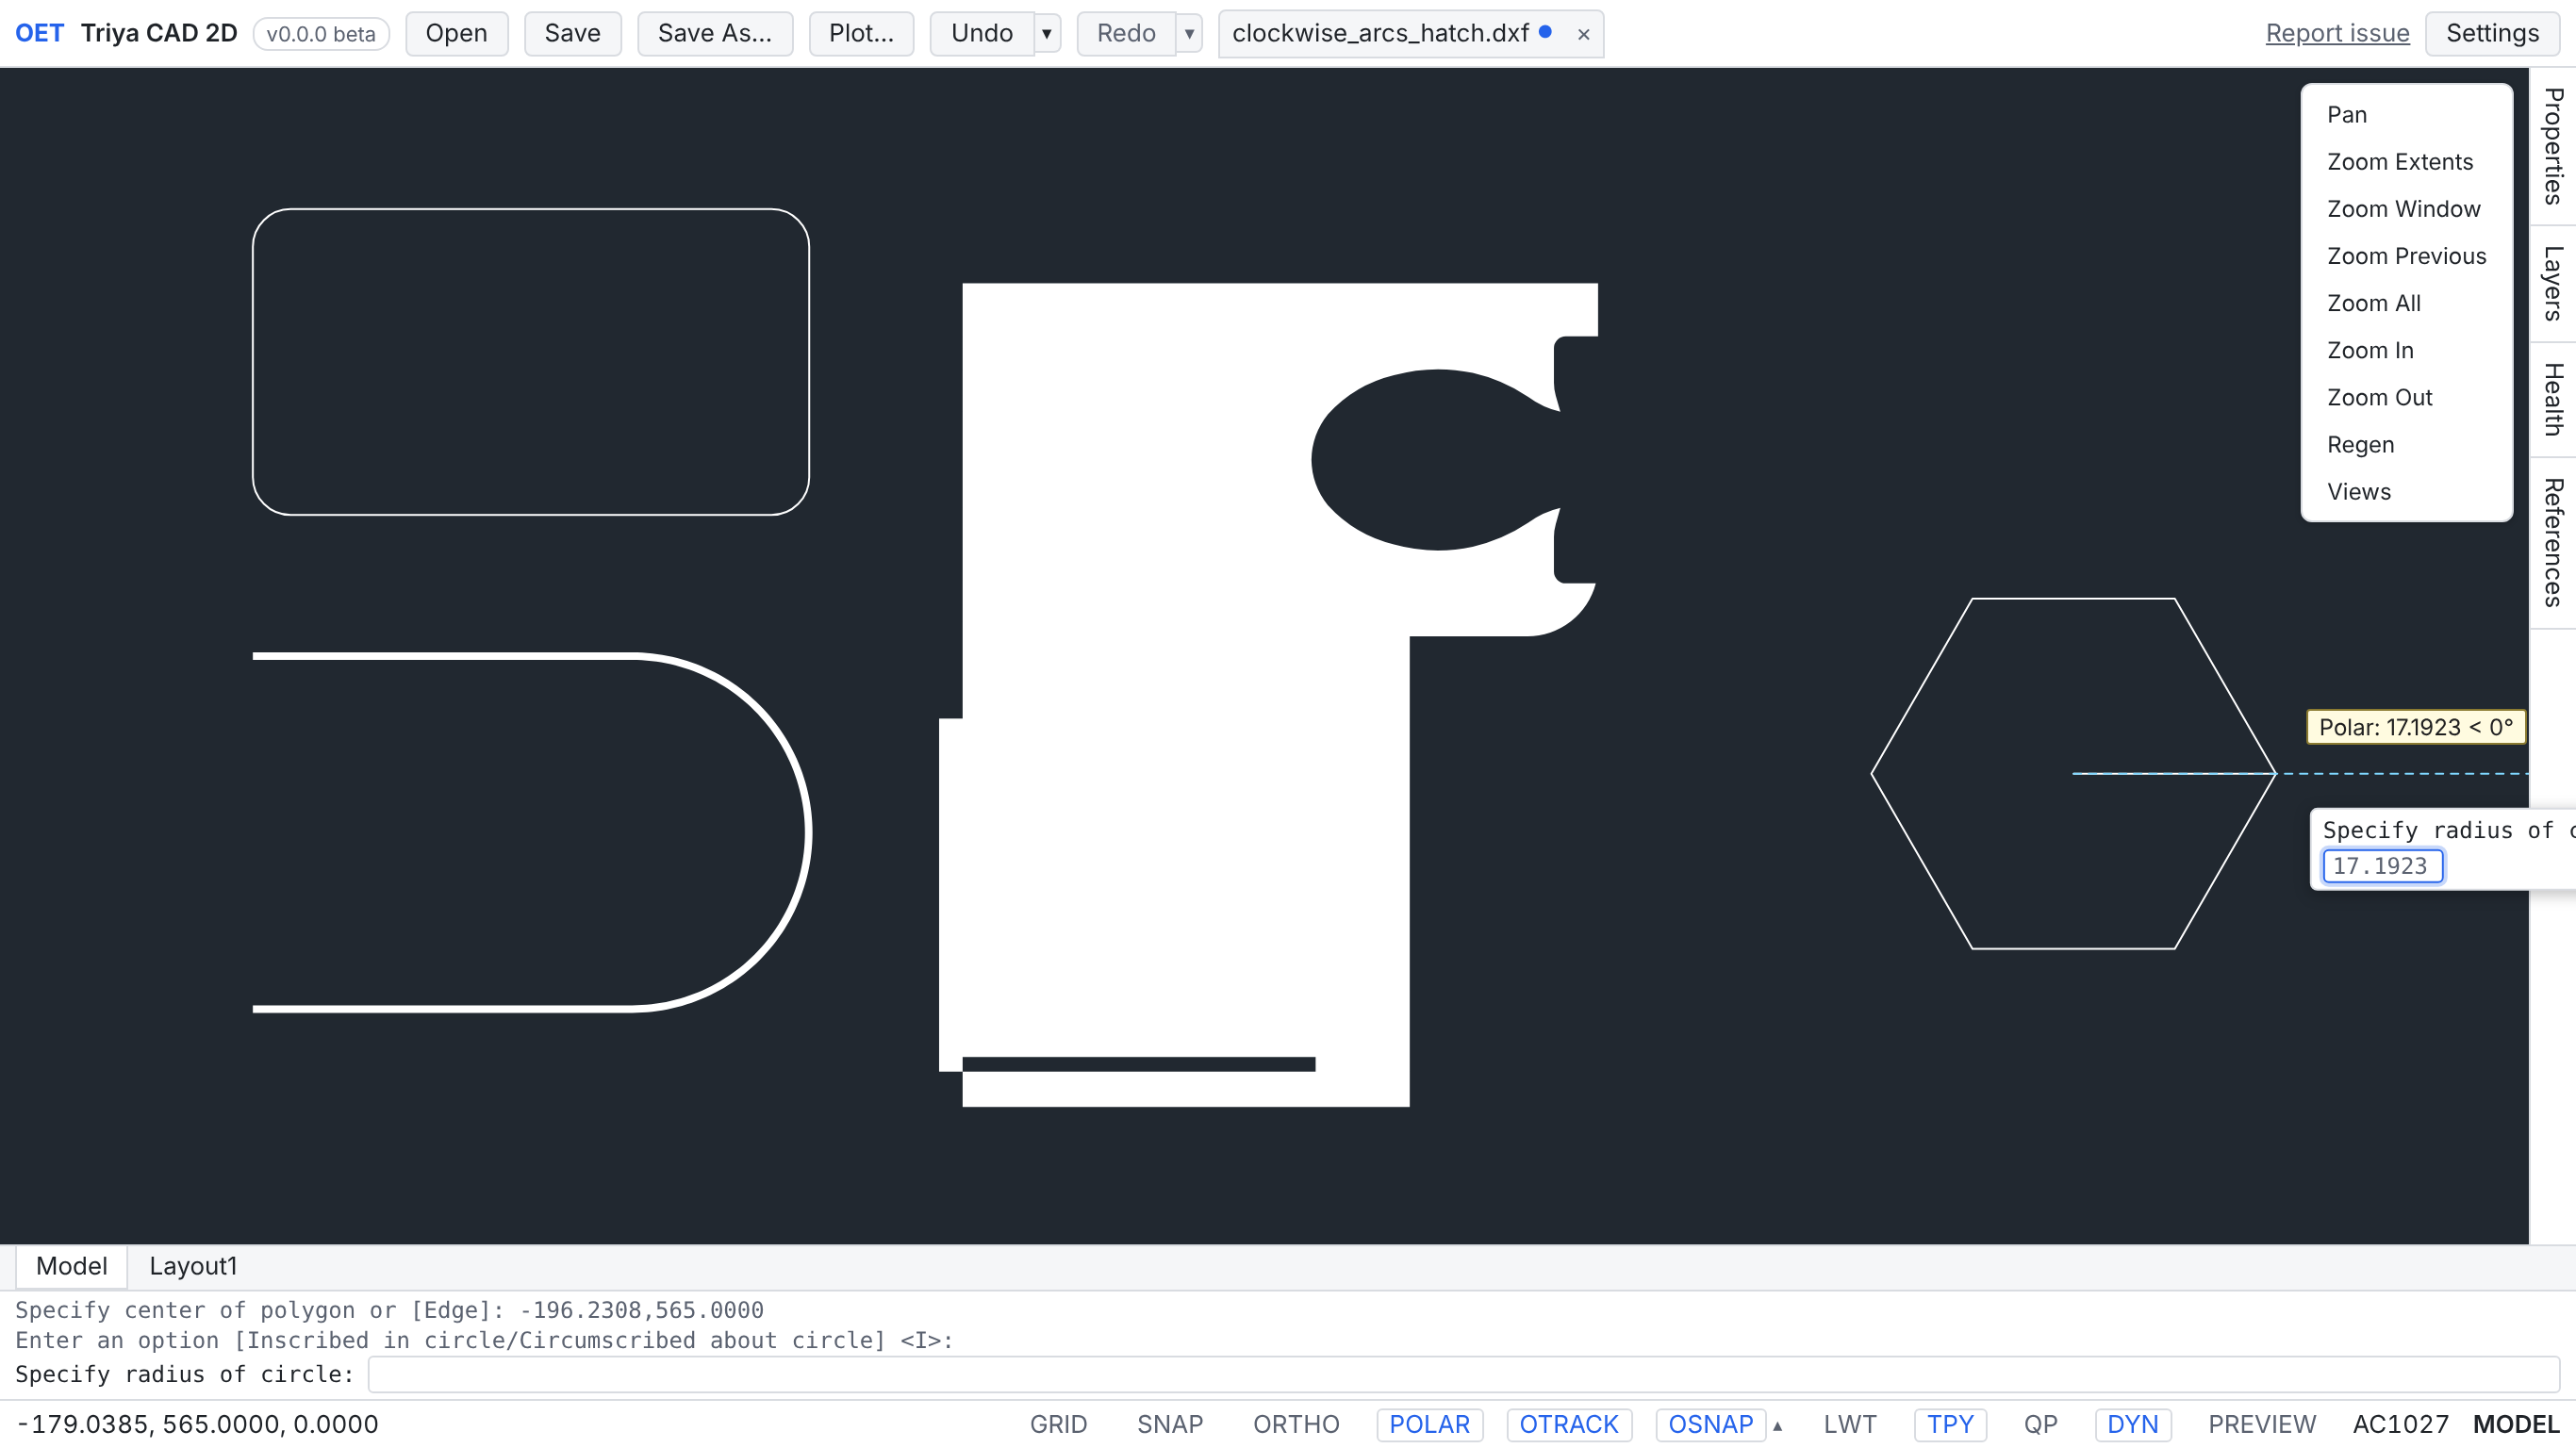 OET Triya CAD 2D v0.0.0 beta Open Save Save As... Plot... Undo ▾ Redo ▾ clockwise_arcs_hatch.dxf × Report issue Settings
Pan
Zoom Extents
Zoom Window
Zoom Previous
Zoom All
Zoom In
Zoom Out
Regen
Views
Properties
Layers
Health
References
Polar: 17.1923 < 0°
Specify radius of
17.1923
Model Layout1
Specify center of polygon or [Edge]: -196.2308,565.0000
Enter an option [Inscribed in circle/Circumscribed about circle] <I>:
Specify radius of circle:
-179.0385, 565.0000, 0.0000 GRID SNAP ORTHO POLAR OTRACK OSNAP ▴ LWT TPY QP DYN PREVIEW AC1027 MODEL